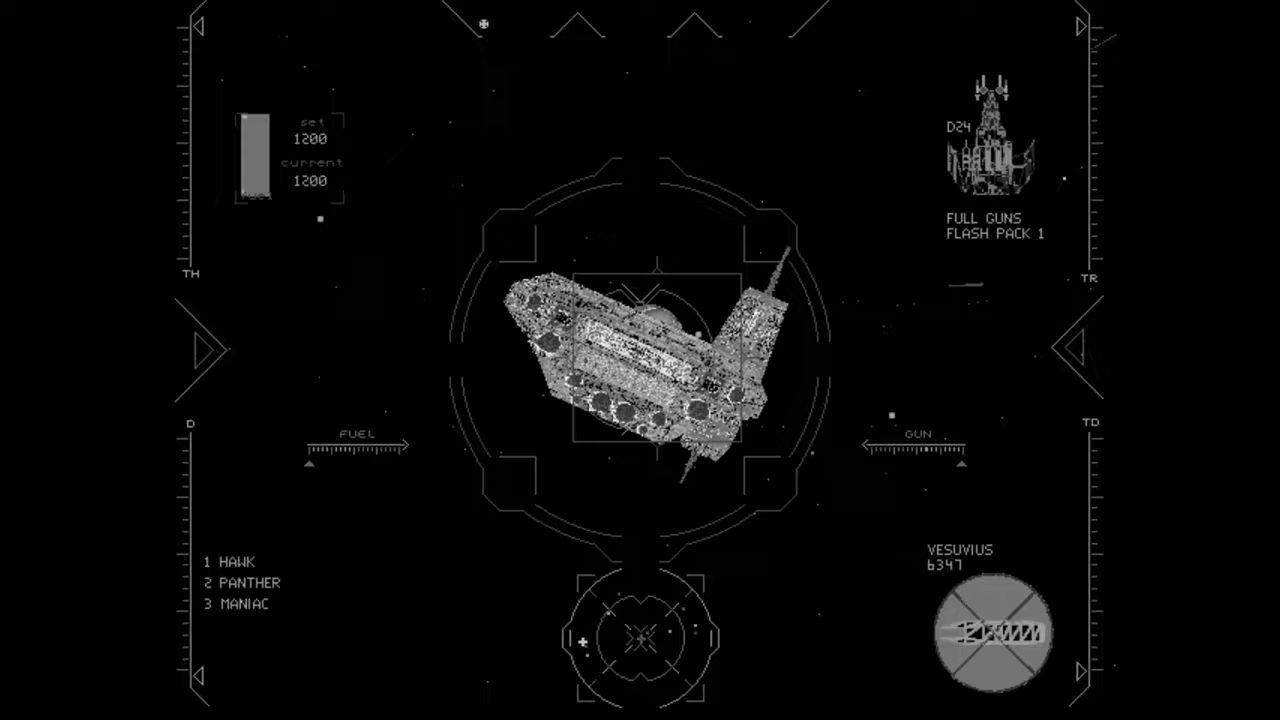 set
1200
current
1200
fuel
D24
FULL GUNS
FLASH PACK 1
TH
TR
D
TD
FUEL
GUN
1 HAWK
2 PANTHER
3 MANIAC
VESUVIUS
6347